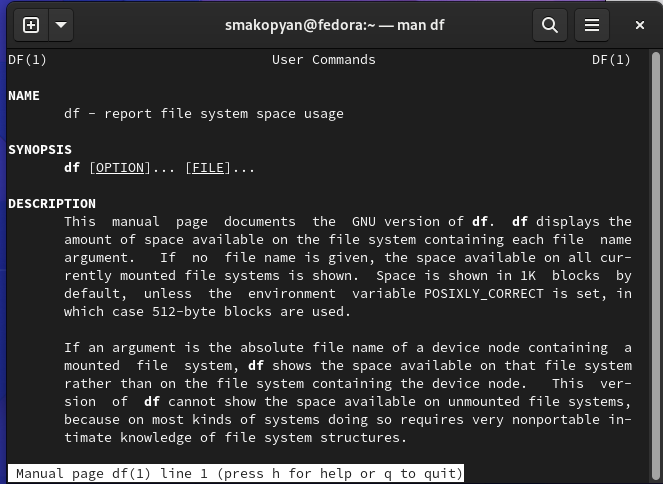 smakopyan@fedora:~ — man df
DF(1) User Commands DF(1)
NAME
df - report file system space usage
SYNOPSIS
df [OPTION]... [FILE]...
DESCRIPTION
This manual page documents the GNU version of df. df displays the
amount of space available on the file system containing each file name
argument. If no file name is given, the space available on all cur-
rently mounted file systems is shown. Space is shown in 1K blocks by
default, unless the environment variable POSIXLY_CORRECT is set, in
which case 512-byte blocks are used.
If an argument is the absolute file name of a device node containing a
mounted file system, df shows the space available on that file system
rather than on the file system containing the device node. This ver-
sion of df cannot show the space available on unmounted file systems,
because on most kinds of systems doing so requires very nonportable in-
timate knowledge of file system structures.
Manual page df(1) line 1 (press h for help or q to quit)